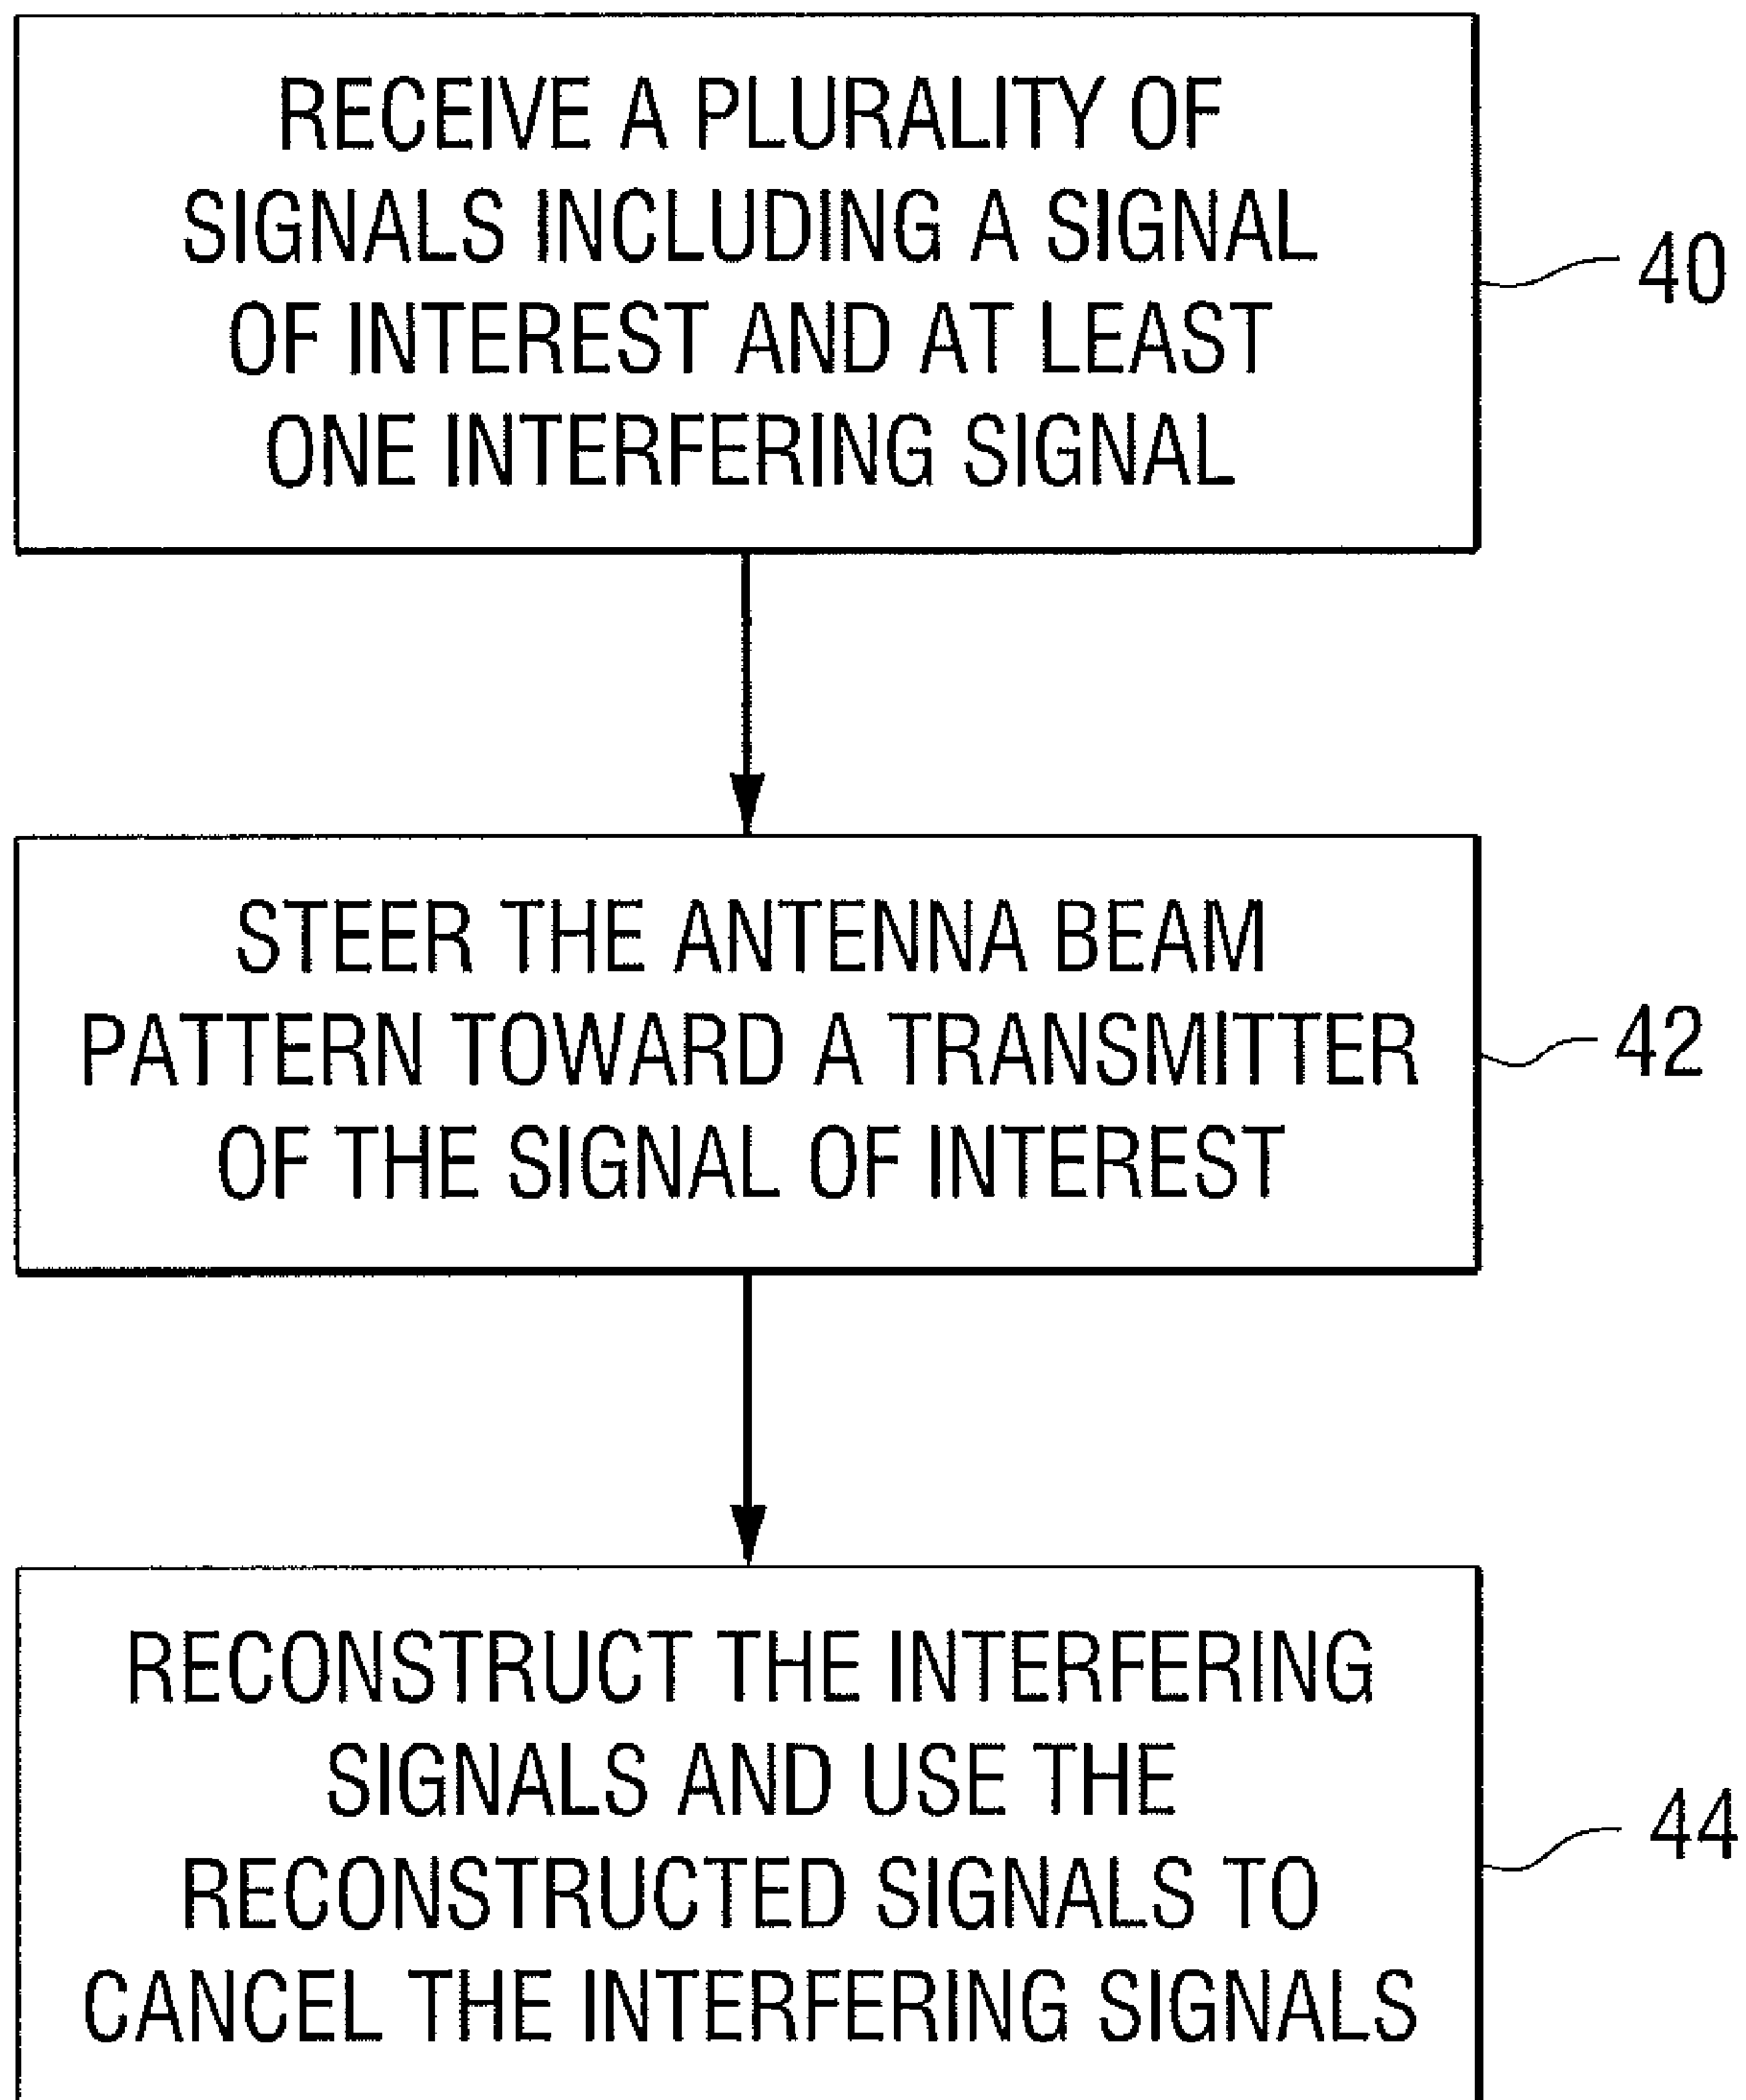 RECEIVE A PLURALITY OF
SIGNALS INCLUDING A SIGNAL
OF INTEREST AND AT LEAST
ONE INTERFERING SIGNAL
40
STEER THE ANTENNA BEAM
PATTERN TOWARD A TRANSMITTER
OF THE SIGNAL OF INTEREST
42
RECONSTRUCT THE INTERFERING
SIGNALS AND USE THE
RECONSTRUCTED SIGNALS TO
CANCEL THE INTERFERING SIGNALS
44